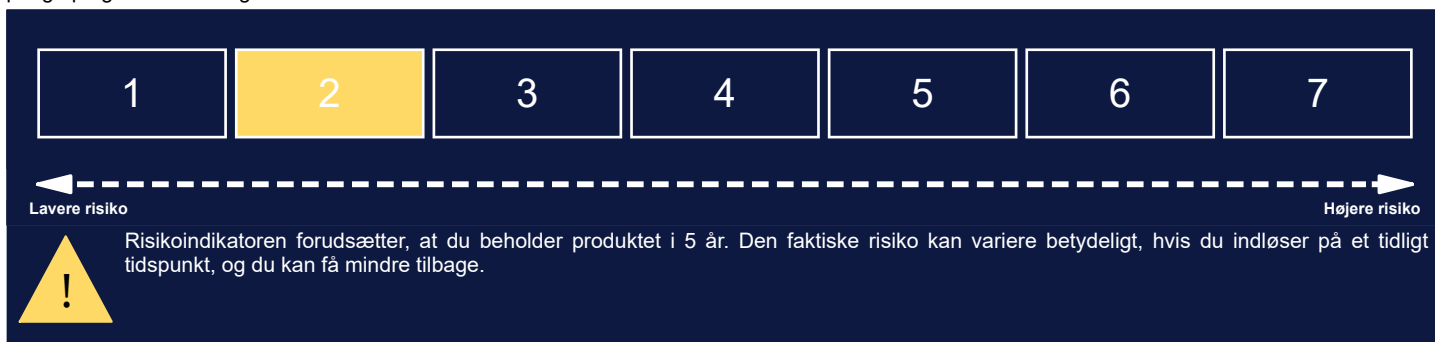 1 2 3 4 5 6 7
Lavere risiko Højere risiko
Risikoindikatoren forudsætter, at du beholder produktet i 5 år. Den faktiske risiko kan variere betydeligt, hvis du indløser på et tidligt
tidspunkt, og du kan få mindre tilbage.
!